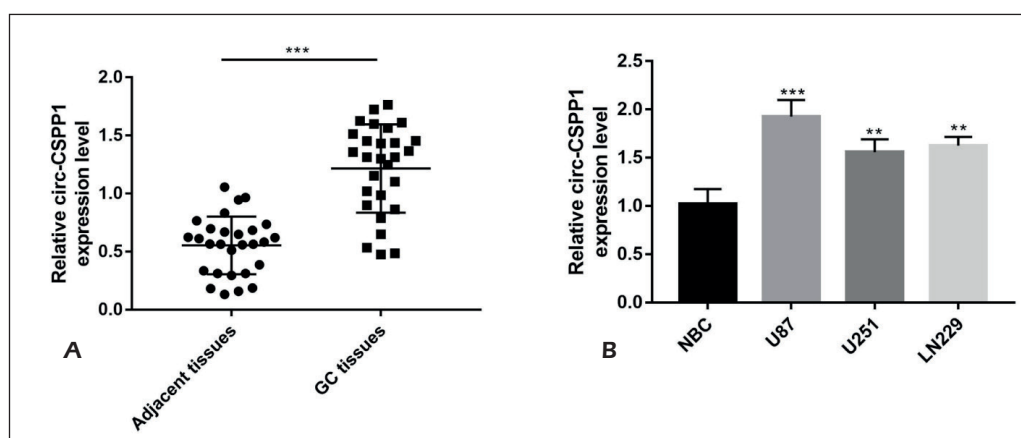 ***
Relative circ-CSPP1
expression level
2.0
1.5
1.0
0.5
0.0
Adjacent tissues
GC tissues
A
Relative circ-CSPP1
expression level
2.5
2.0
1.5
1.0
0.5
0.0
***
**
**
NBC
U87
U251
LN229
B